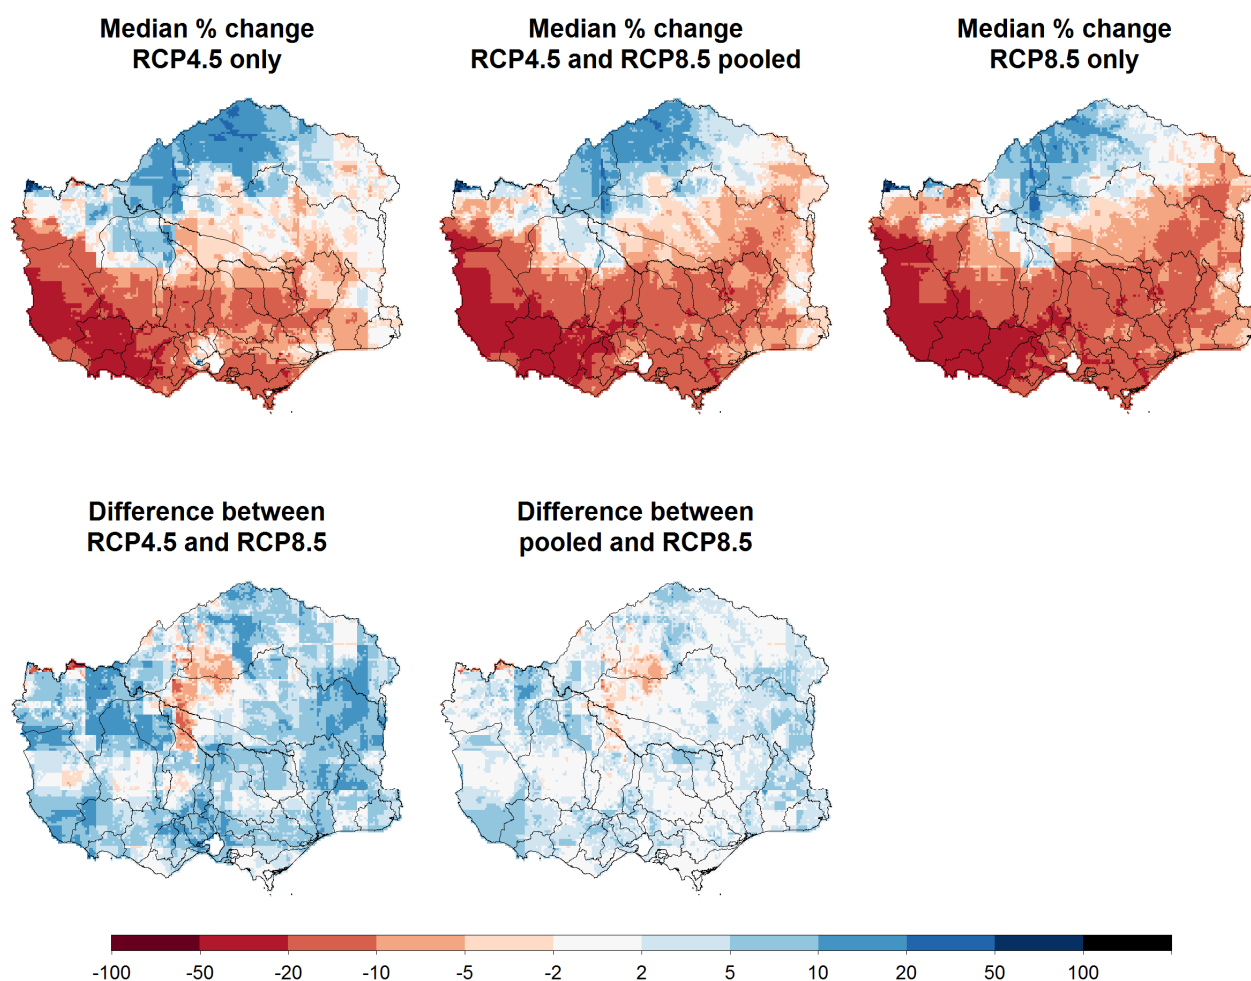 Median % change
RCP4.5 only
Median % change
RCP4.5 and RCP8.5 pooled
Median % change
RCP8.5 only
Difference between
RCP4.5 and RCP8.5
Difference between
pooled and RCP8.5
-100 -50 -20 -10 -5 -2 2 5 10 20 50 100